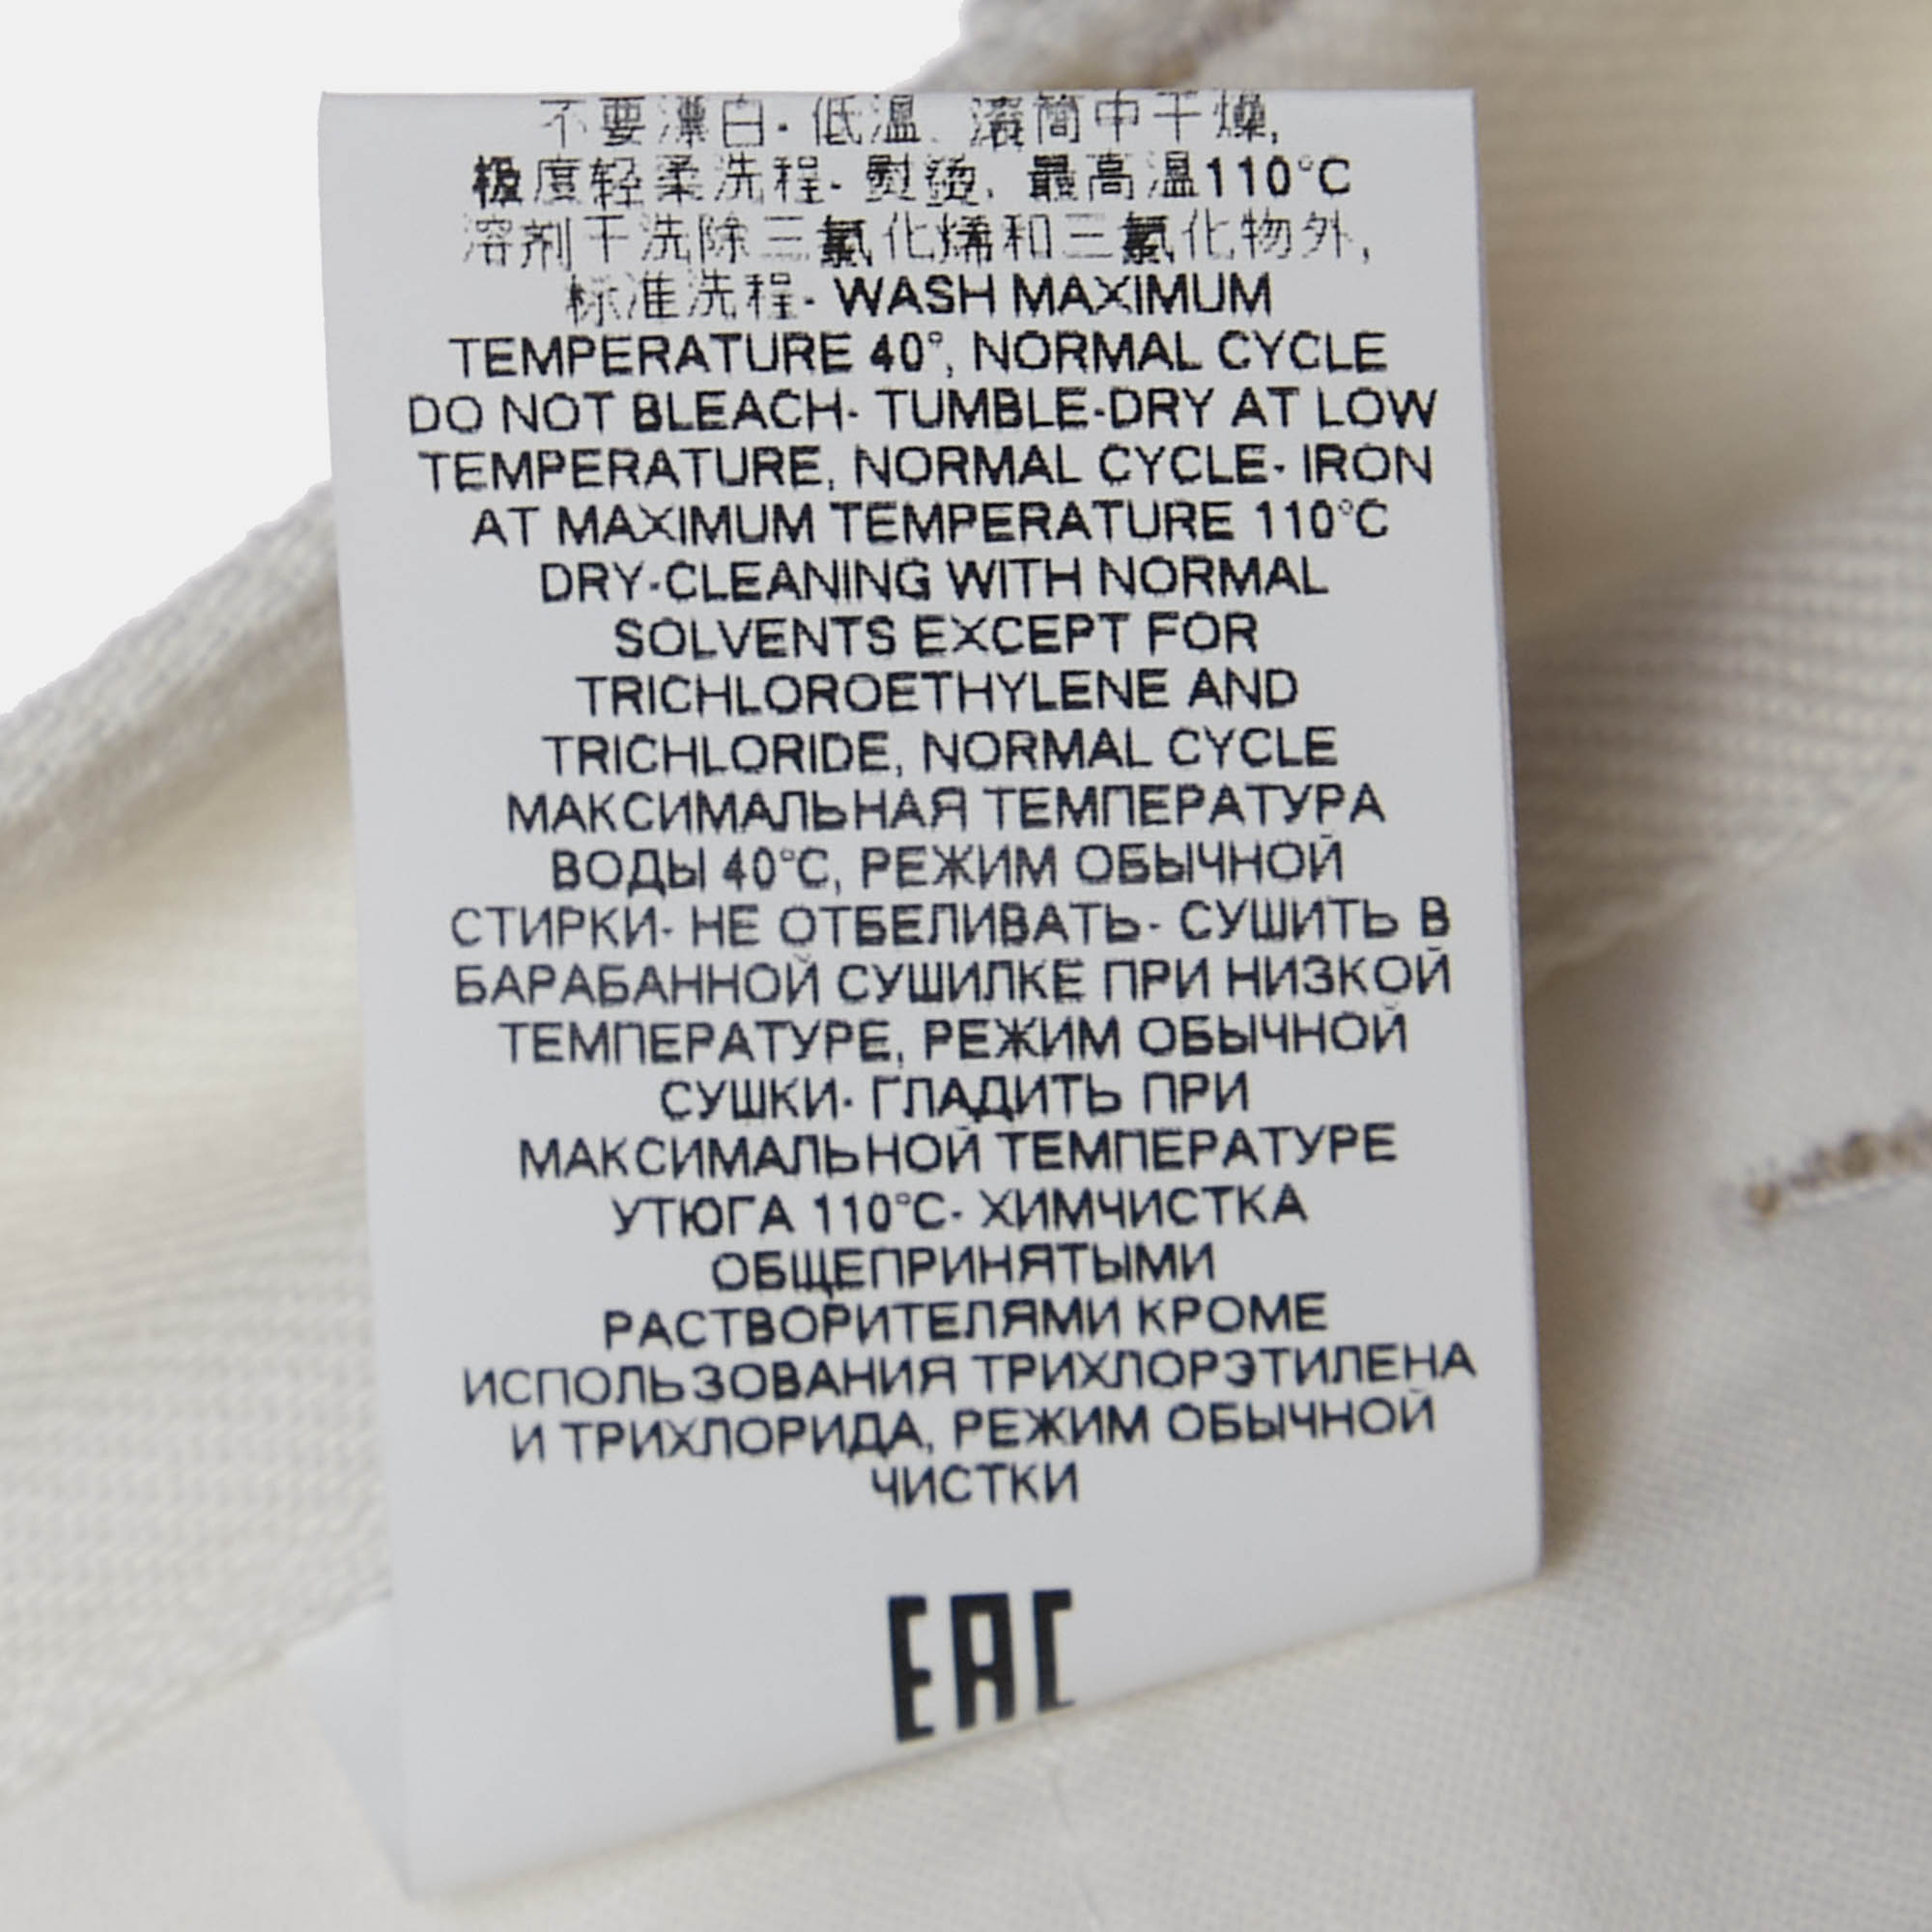 不要漂白- 低温、滚筒中干燥,
极度轻柔洗程- 熨烫, 最高温110°C
溶剂干洗除三氯化烯和三氯化物外,
标准洗程- WASH MAXIMUM
TEMPERATURE 40°, NORMAL CYCLE
DO NOT BLEACH- TUMBLE-DRY AT LOW
TEMPERATURE, NORMAL CYCLE- IRON
AT MAXIMUM TEMPERATURE 110°C
DRY-CLEANING WITH NORMAL
SOLVENTS EXCEPT FOR
TRICHLOROETHYLENE AND
TRICHLORIDE, NORMAL CYCLE
МАКСИМАЛЬНАЯ ТЕМПЕРАТУРА
ВОДЫ 40°C, РЕЖИМ ОБЫЧНОЙ
СТИРКИ- НЕ ОТБЕЛИВАТЬ- СУШИТЬ В
БАРАБАННОЙ СУШИЛКЕ ПРИ НИЗКОЙ
ТЕМПЕРАТУРЕ, РЕЖИМ ОБЫЧНОЙ
СУШКИ- ГЛАДИТЬ ПРИ
МАКСИМАЛЬНОЙ ТЕМПЕРАТУРЕ
УТЮГА 110°C- ХИМЧИСТКА
ОБЩЕПРИНЯТЫМИ
РАСТВОРИТЕЛЯМИ КРОМЕ
ИСПОЛЬЗОВАНИЯ ТРИХЛОРЭТИЛЕНА
И ТРИХЛОРИДА, РЕЖИМ ОБЫЧНОЙ
ЧИСТКИ
EAC